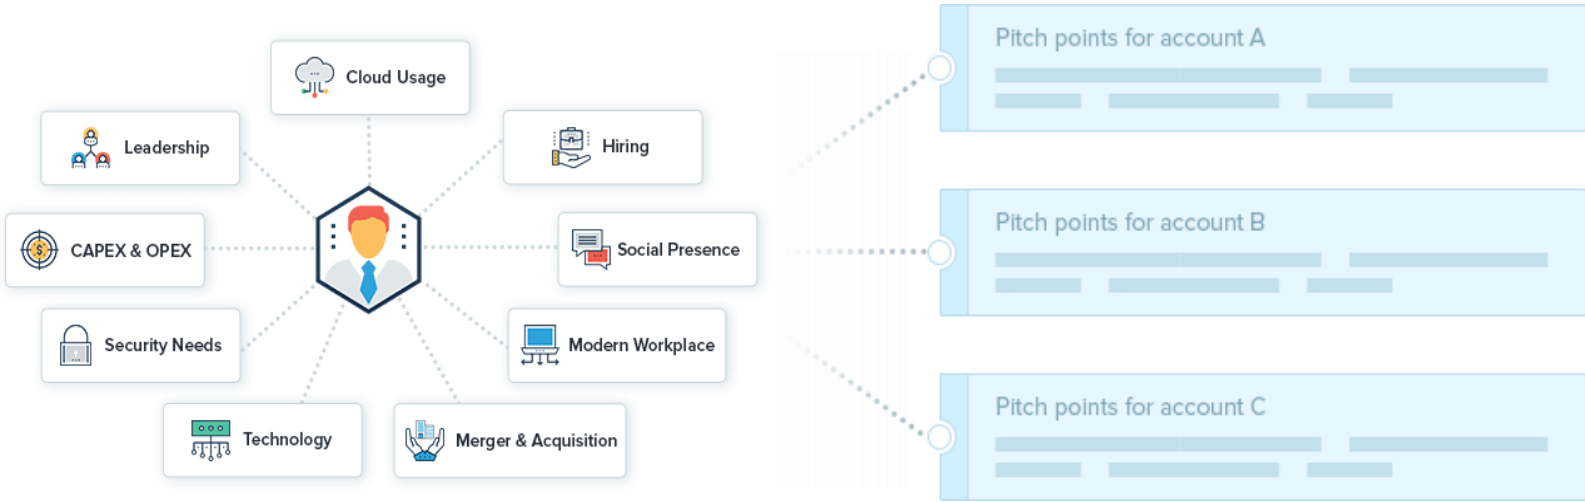 Cloud Usage
Leadership
Hiring
CAPEX & OPEX
Social Presence
Security Needs
Modern Workplace
Technology
Merger & Acquisition
Pitch points for account A
Pitch points for account B
Pitch points for account C